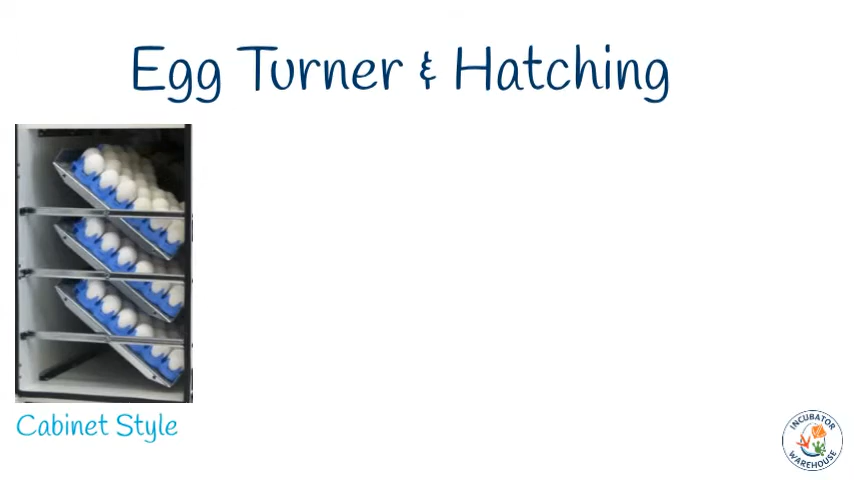 Egg Turner & Hatching
Cabinet Style
INCUBATOR
WAREHOUSE